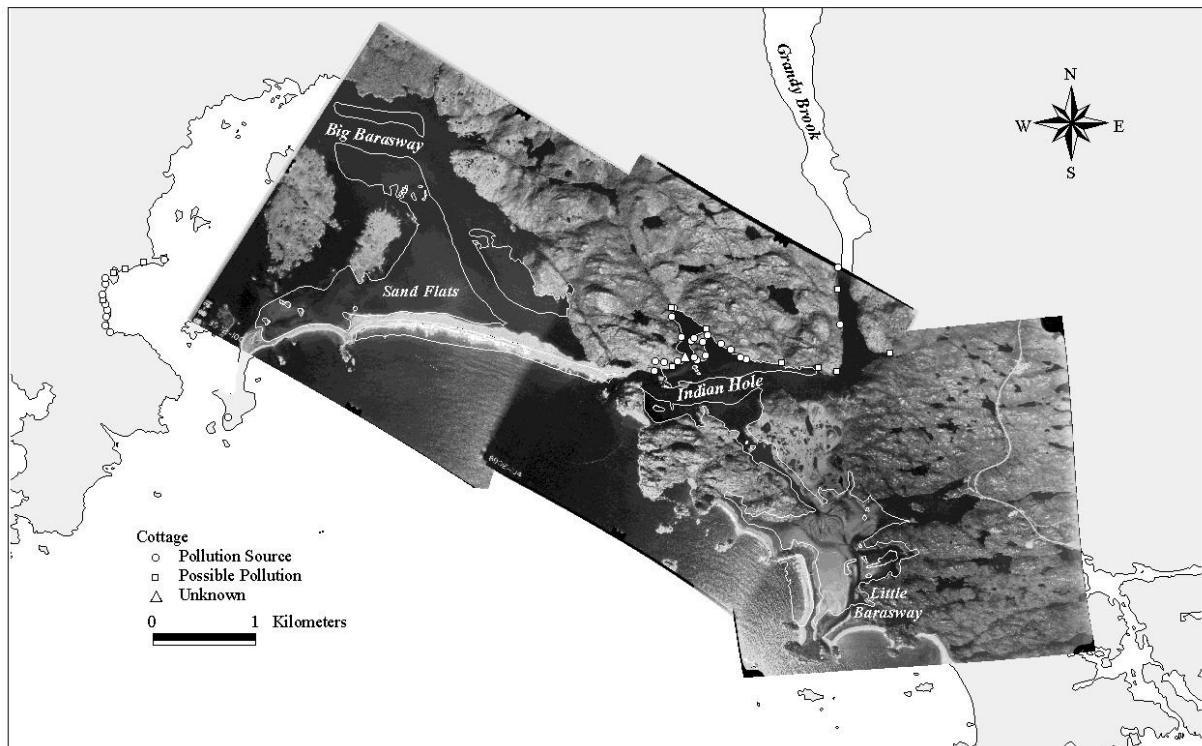 Grandy Brook
N
W E
S
Big Barasway
Sand Flats
Indian Hole
Cottage
Pollution Source
Possible Pollution
Unknown
0 1 Kilometers
Little
Barasway